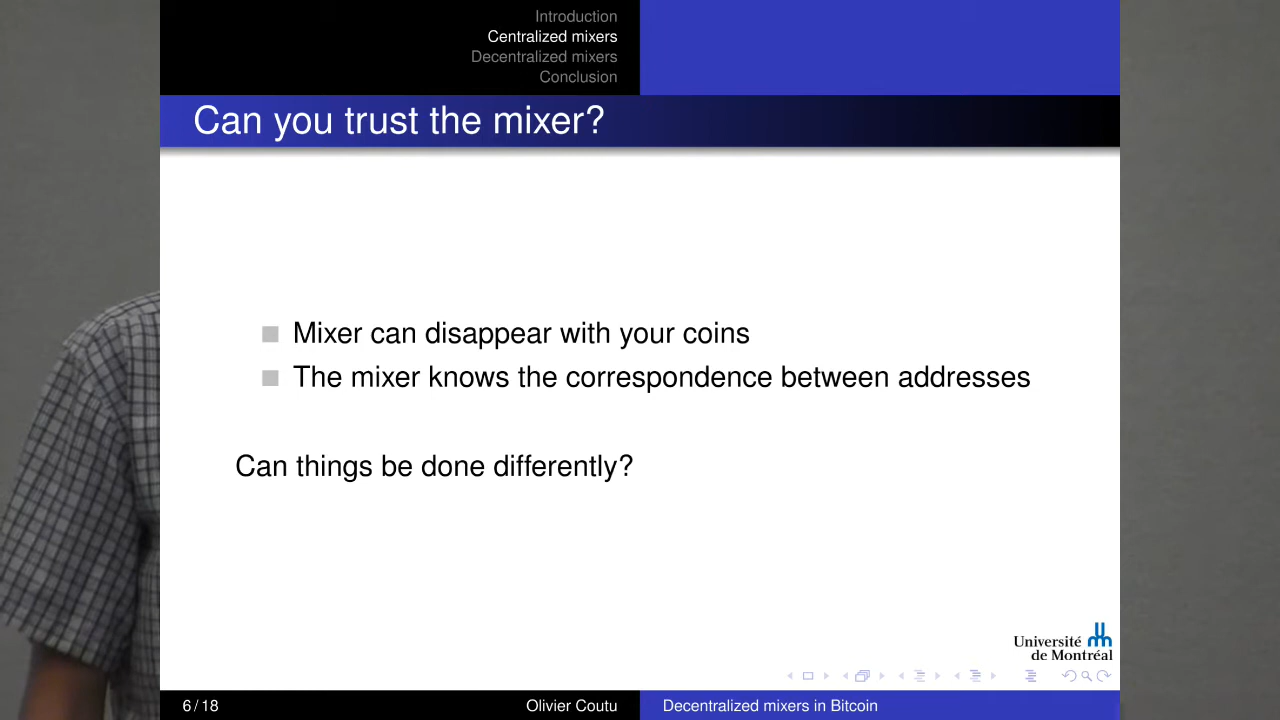 Introduction
Centralized mixers
Decentralized mixers
Conclusion
Can you trust the mixer?
Mixer can disappear with your coins
The mixer knows the correspondence between addresses
Can things be done differently?
Université
de Montréal
6 / 18
Olivier Coutu
Decentralized mixers in Bitcoin